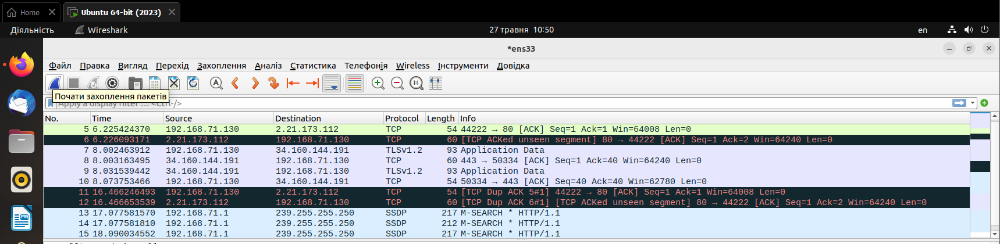 Home
Ubuntu 64-bit (2023)
Діяльність Wireshark 27 травня 10:50 en
*ens33
Файл Правка Вигляд Перехід Захоплення Аналіз Статистика Телефонія Wireless Інструменти Довідка
Почати захоплення пакетів
Apply a display filter … <Ctrl-/>
No. Time Source Destination Protocol Length Info
5 6.225424370 192.168.71.130 2.21.173.112 TCP 54 44222 → 80 [ACK] Seq=1 Ack=1 Win=64008 Len=0
6 6.226093171 2.21.173.112 192.168.71.130 TCP 60 [TCP ACKed unseen segment] 80 → 44222 [ACK] Seq=1 Ack=2 Win=64240 Len=0
7 8.002463912 192.168.71.130 34.160.144.191 TLSv1.2 93 Application Data
8 8.003163495 34.160.144.191 192.168.71.130 TCP 60 443 → 50334 [ACK] Seq=1 Ack=40 Win=64240 Len=0
9 8.031539442 34.160.144.191 192.168.71.130 TLSv1.2 93 Application Data
10 8.073753466 192.168.71.130 34.160.144.191 TCP 54 50334 → 443 [ACK] Seq=40 Ack=40 Win=62780 Len=0
11 16.466246493 192.168.71.130 2.21.173.112 TCP 54 [TCP Dup ACK 5#1] 44222 → 80 [ACK] Seq=1 Ack=1 Win=64008 Len=0
12 16.466653539 2.21.173.112 192.168.71.130 TCP 60 [TCP Dup ACK 6#1] [TCP ACKed unseen segment] 80 → 44222 [ACK] Seq=1 Ack=2 Win=64240 Len=0
13 17.077581570 192.168.71.1 239.255.255.250 SSDP 217 M-SEARCH * HTTP/1.1
14 17.077581810 192.168.71.1 239.255.255.250 SSDP 212 M-SEARCH * HTTP/1.1
15 18.090034552 192.168.71.1 239.255.255.250 SSDP 217 M-SEARCH * HTTP/1.1